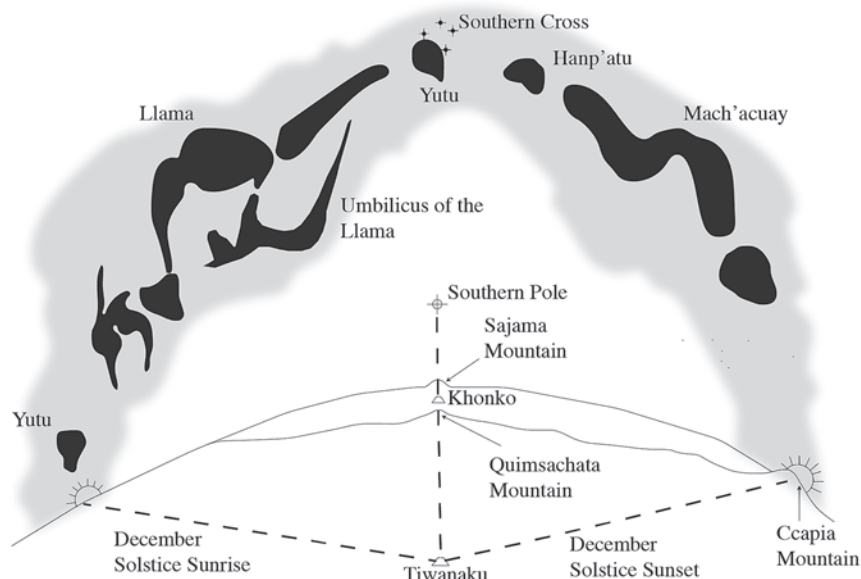 Southern Cross
Hanp'atu
Yutu
Llama
Mach'acuay
Umbilicus of the
Llama
Southern Pole
Sajama
Mountain
Khonko
Yutu
Quimsachata
Mountain
December
Solstice Sunrise
December
Solstice Sunset
Ccapia
Mountain
Tiwanaku